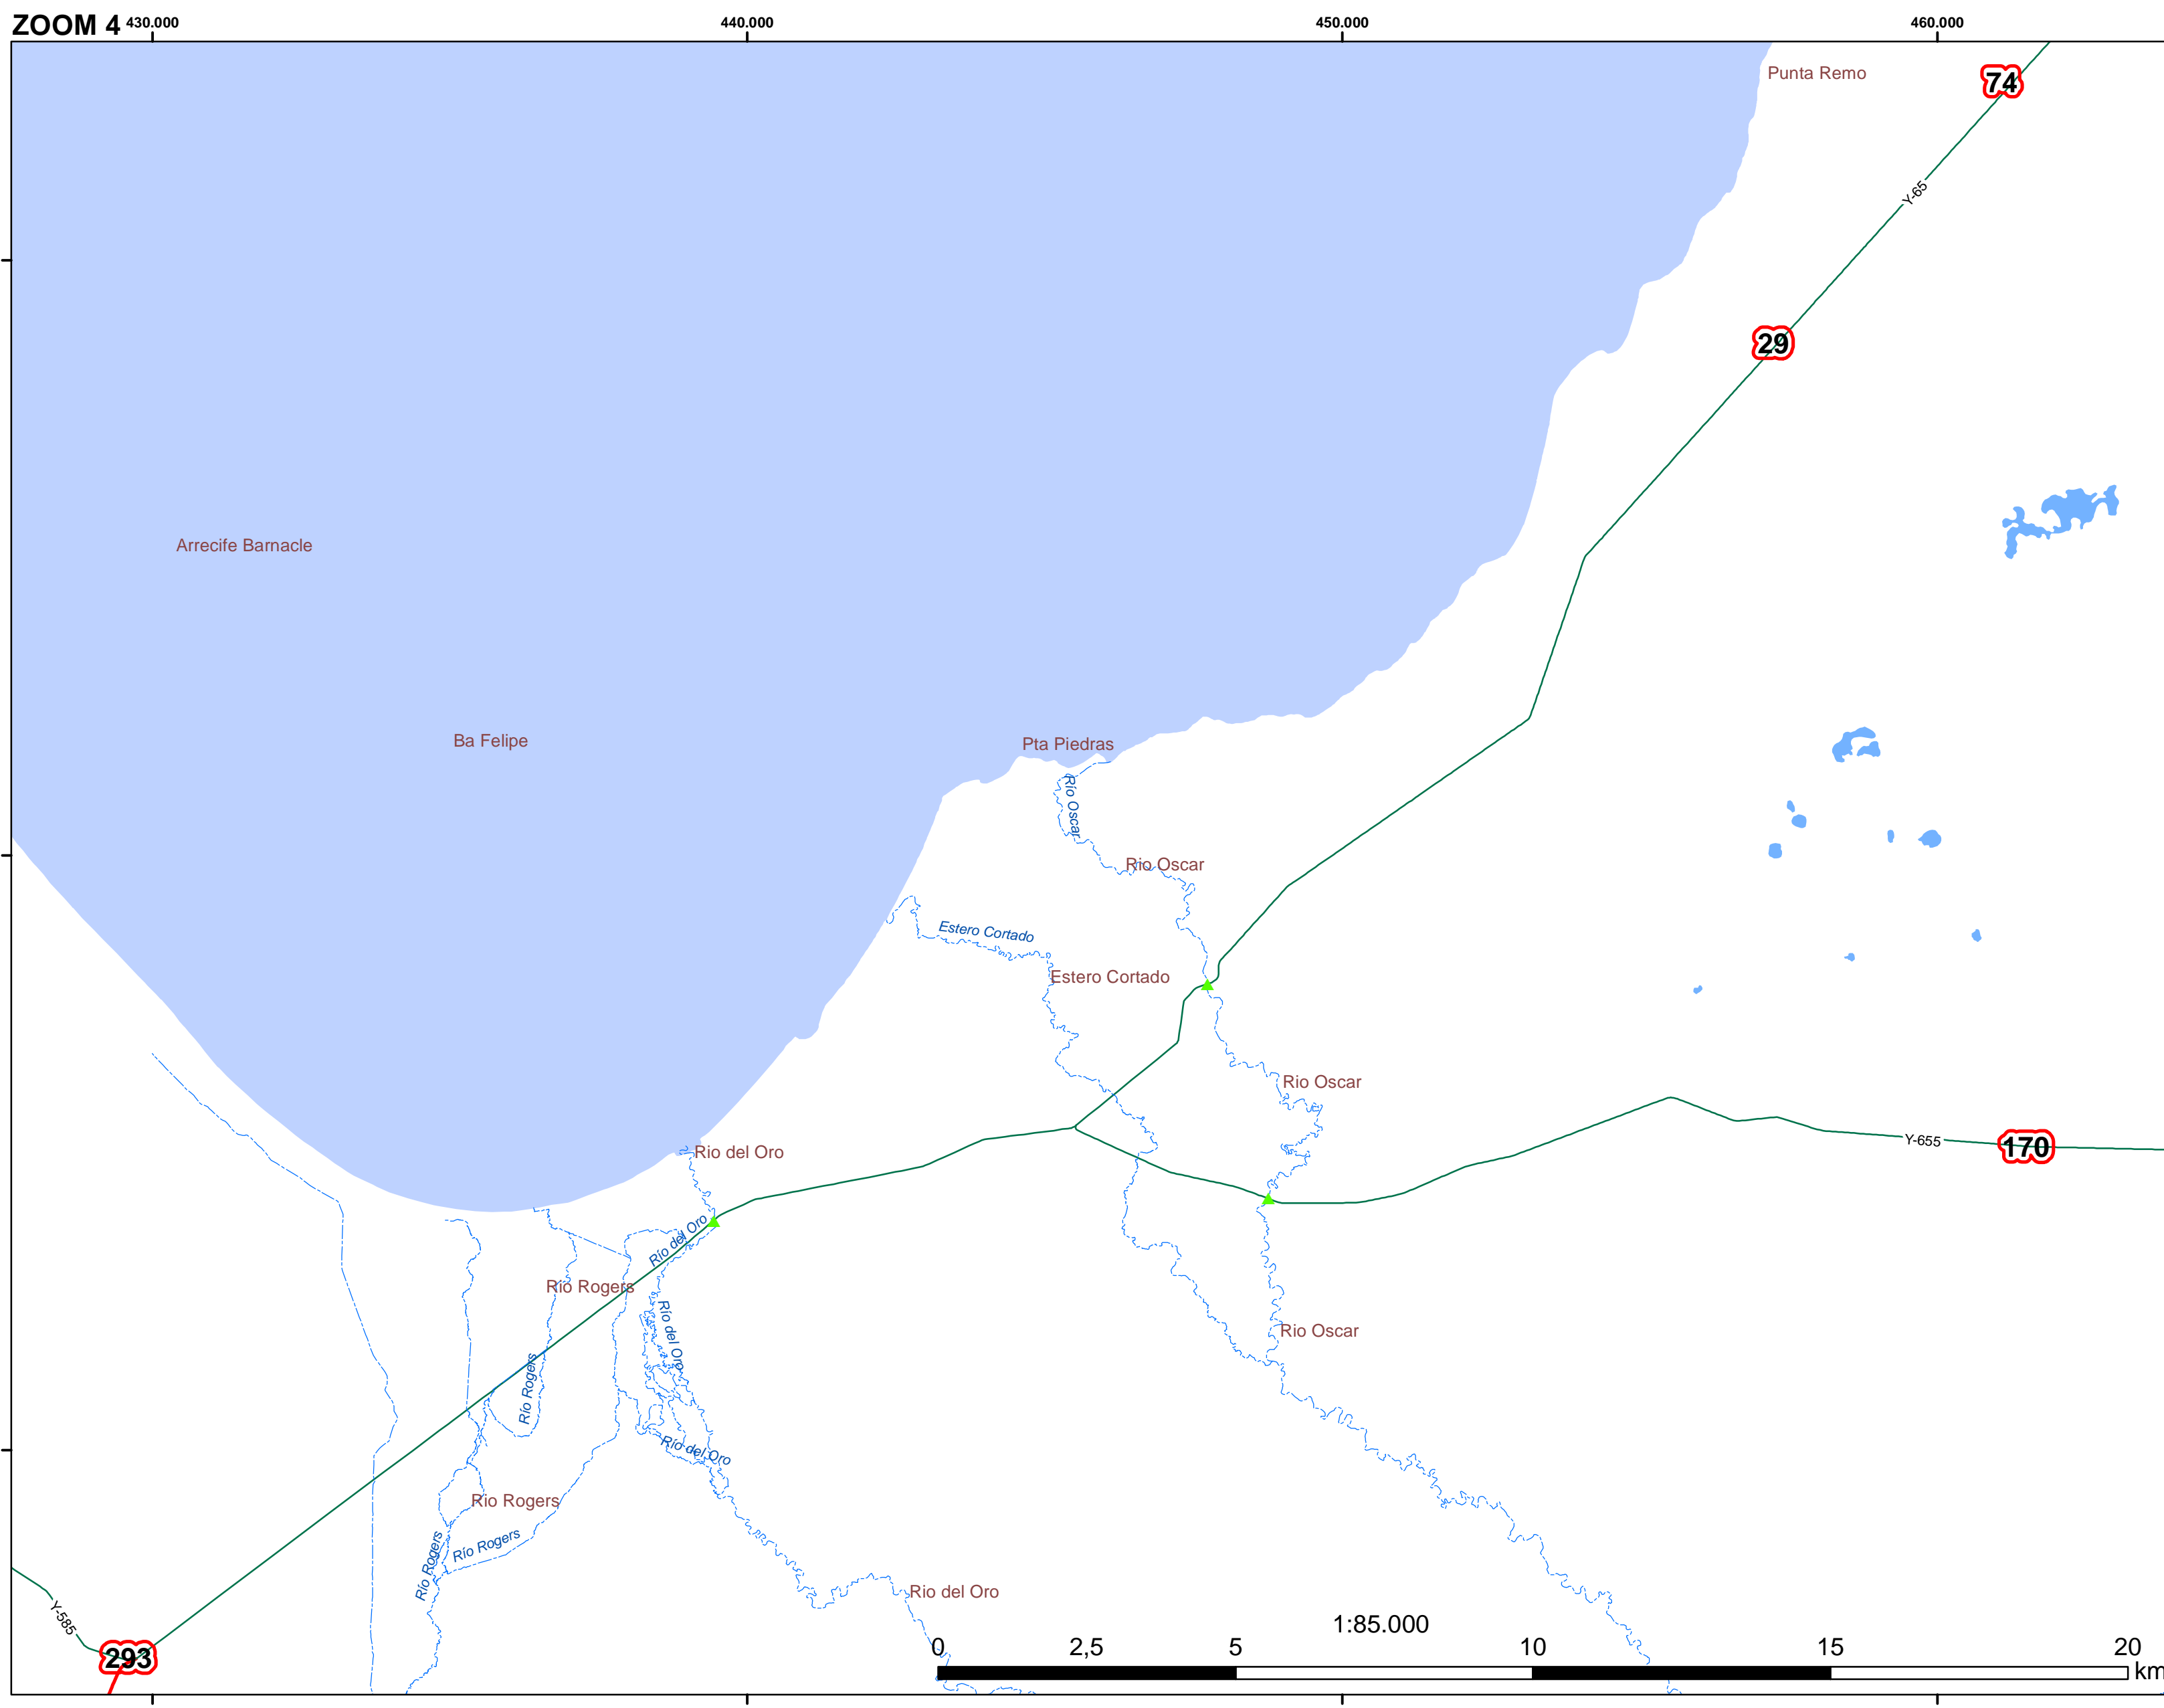 ZOOM 4
430.000
440.000
450.000
460.000
Punta Remo
74
Y-65
29
Arrecife Barnacle
Ba Felipe
Pta Piedras
Río Oscar
Rio Oscar
Estero Cortado
Estero Cortado
Rio Oscar
Rio del Oro
Y-655
170
Río del Oro
Rio Rogers
Río del Oro
Rio Oscar
Río Rogers
Río del Oro
Rio Rogers
Río Rogers
Río Rogers
Rio del Oro
Y-585
293
1:85.000
0 2,5 5 10 15 20
km